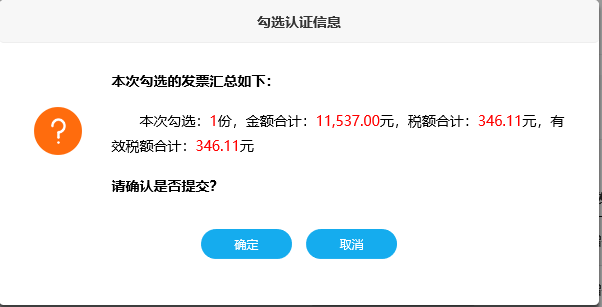 勾选认证信息
本次勾选的发票汇总如下：
本次勾选：1份，金额合计：11,537.00元，税额合计：346.11元，有
效税额合计：346.11元
请确认是否提交？
确定
取消